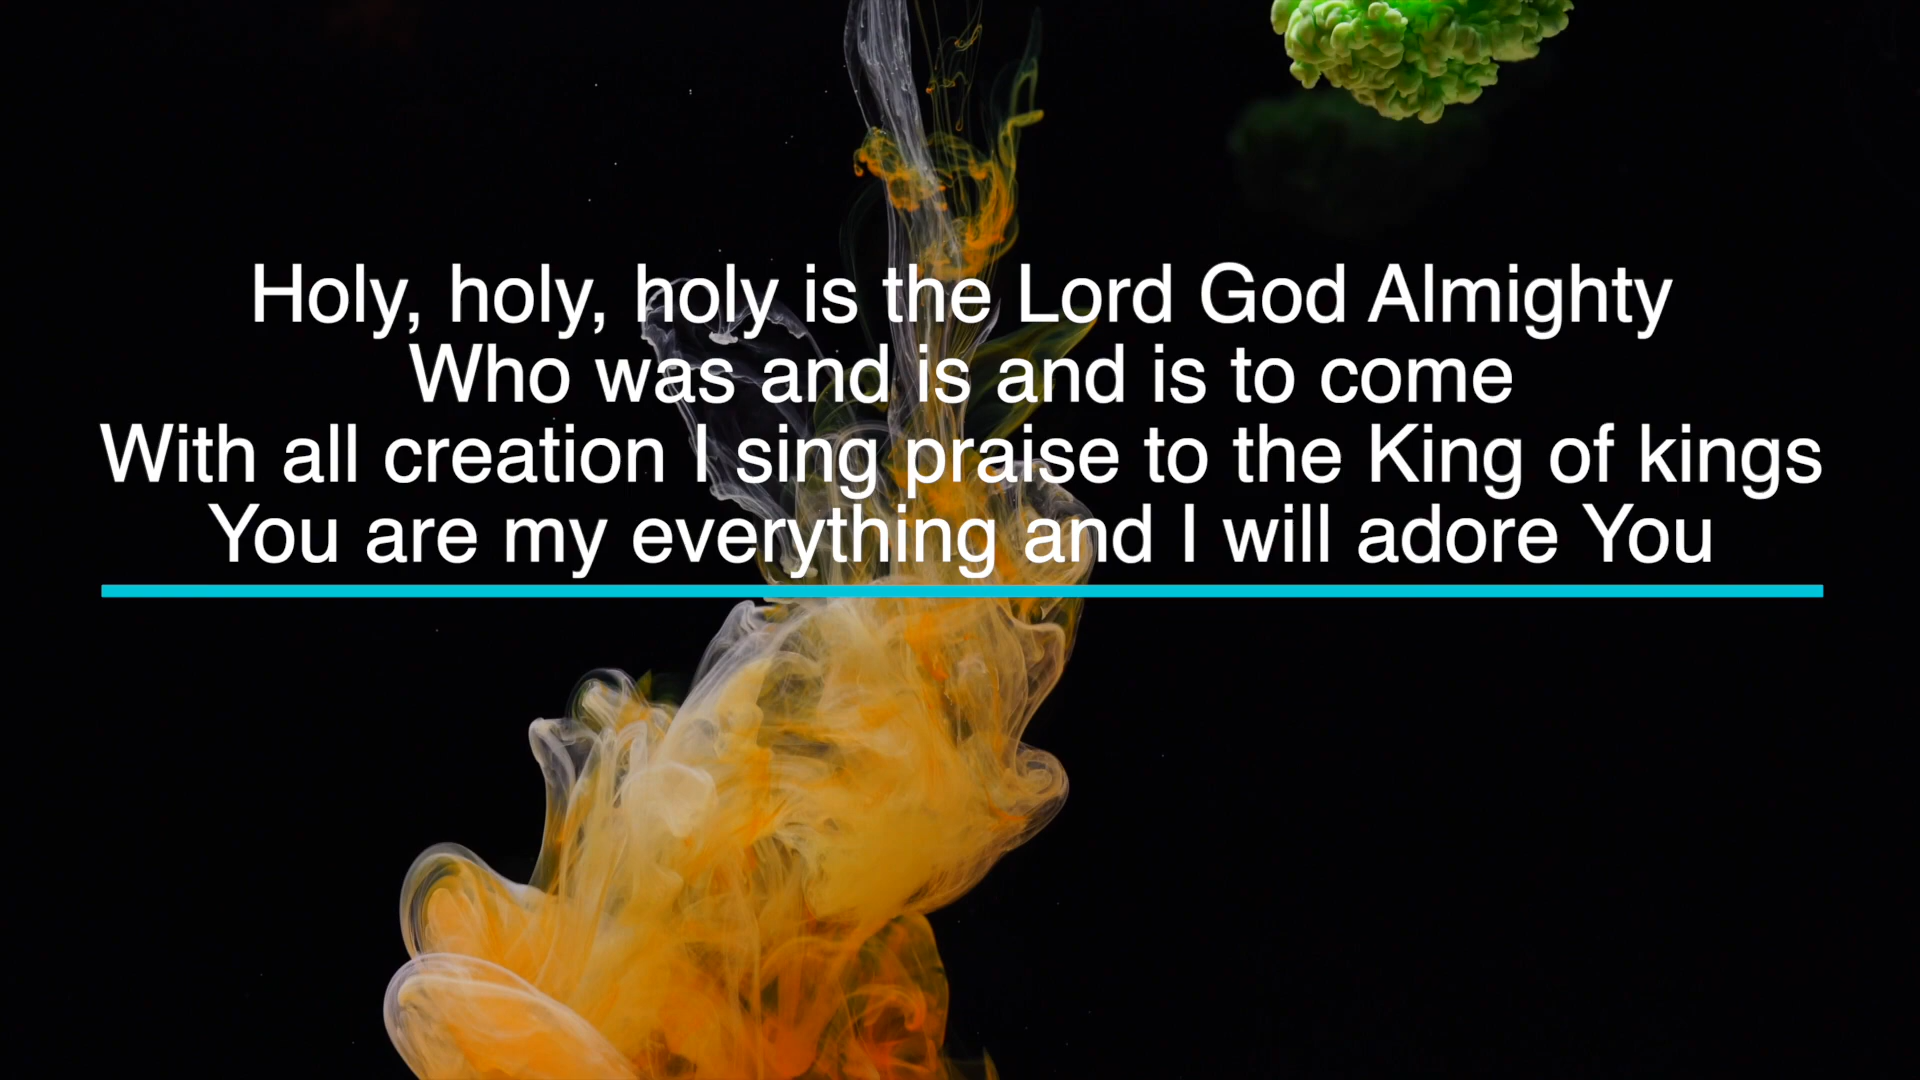 Holy, holy, holy is the Lord God Almighty
Who was and is and is to come
With all creation I sing praise to the King of kings
You are my everything and I will adore You